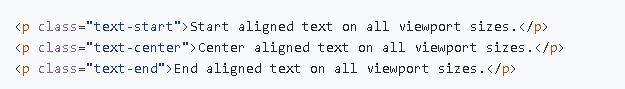 <p class="text-start">Start aligned text on all viewport sizes.</p>
<p class="text-center">Center aligned text on all viewport sizes.</p>
<p class="text-end">End aligned text on all viewport sizes.</p>